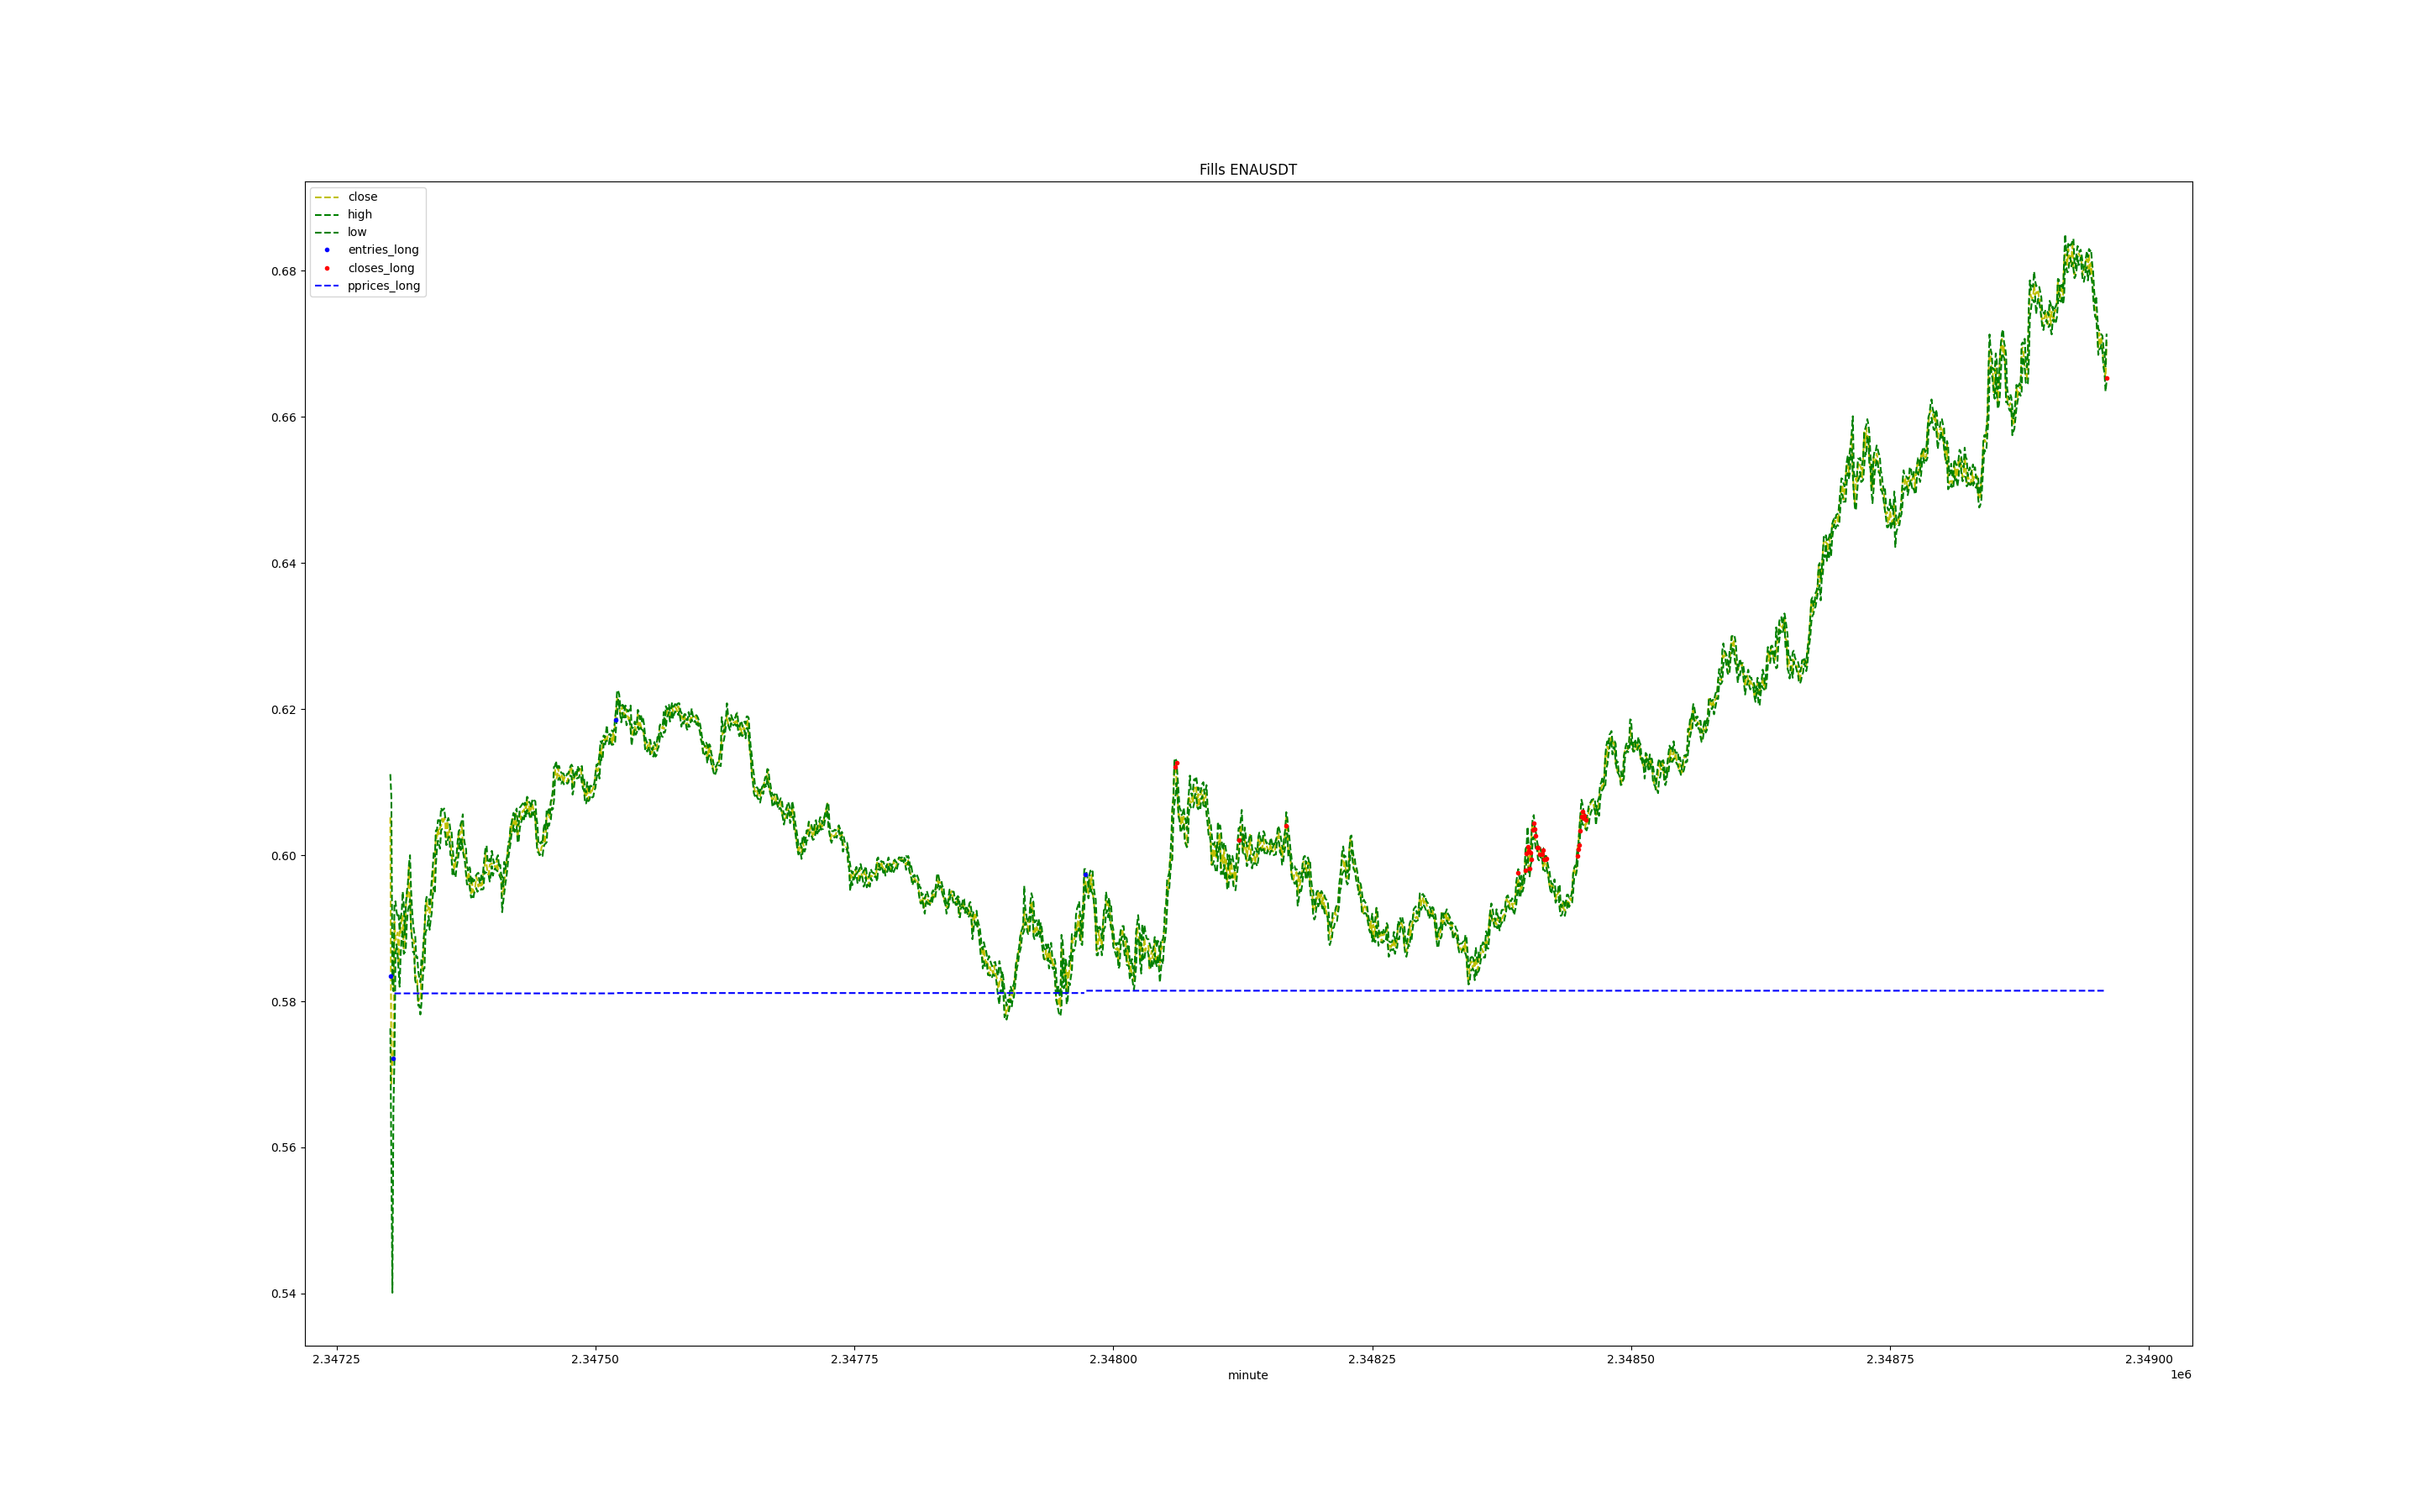 Fills ENAUSDT
close
high
low
entries_long
closes_long
pprices_long
0.68
0.66
0.64
0.62
0.60
0.58
0.56
0.54
2.34725 2.34750 2.34775 2.34800 2.34825 2.34850 2.34875 2.34900
minute 1e6